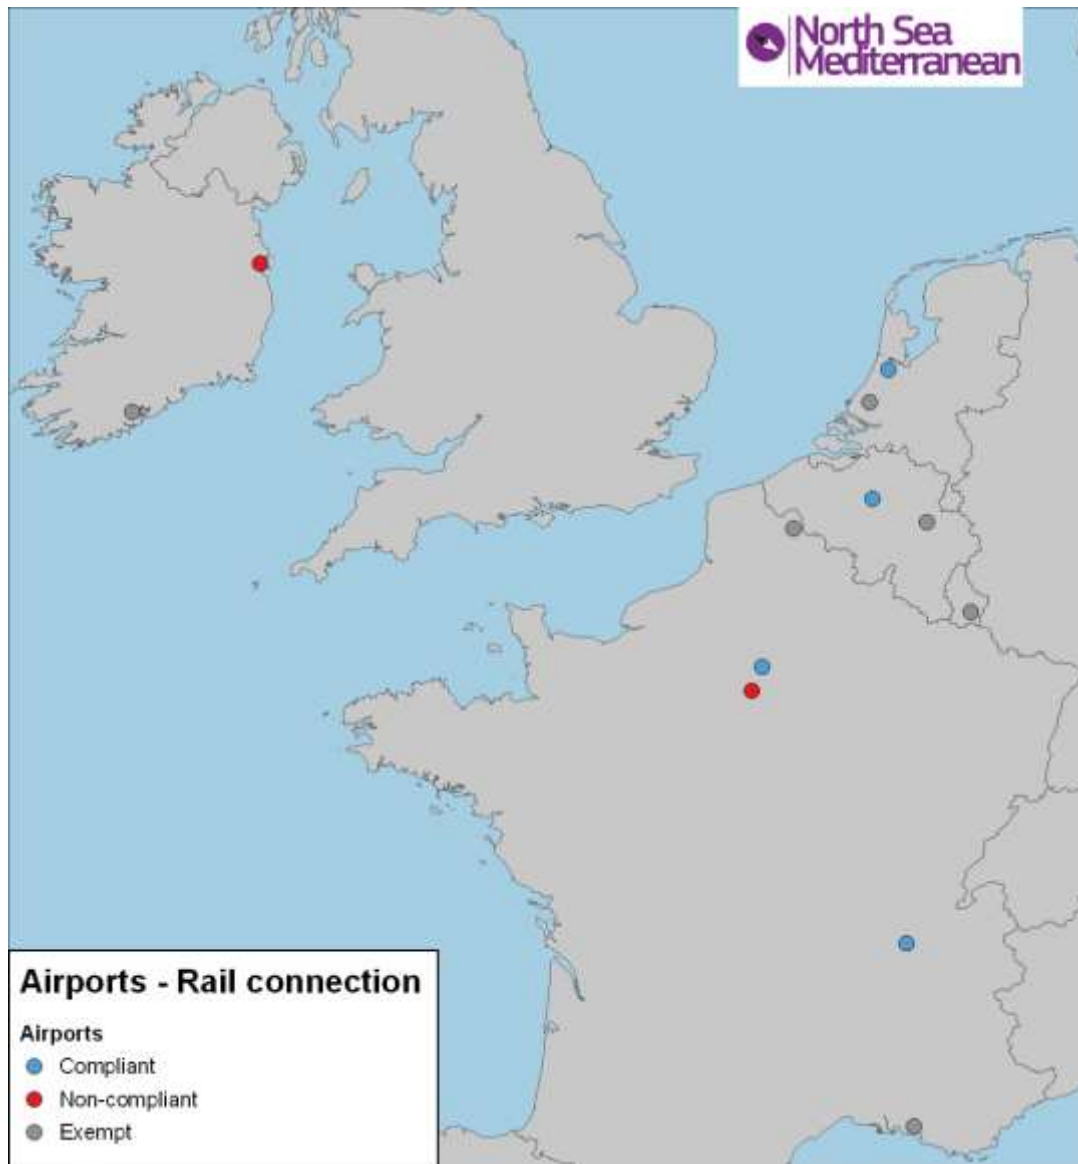 North Sea
Mediterranean
Airports - Rail connection
Airports
Compliant
Non-compliant
Exempt